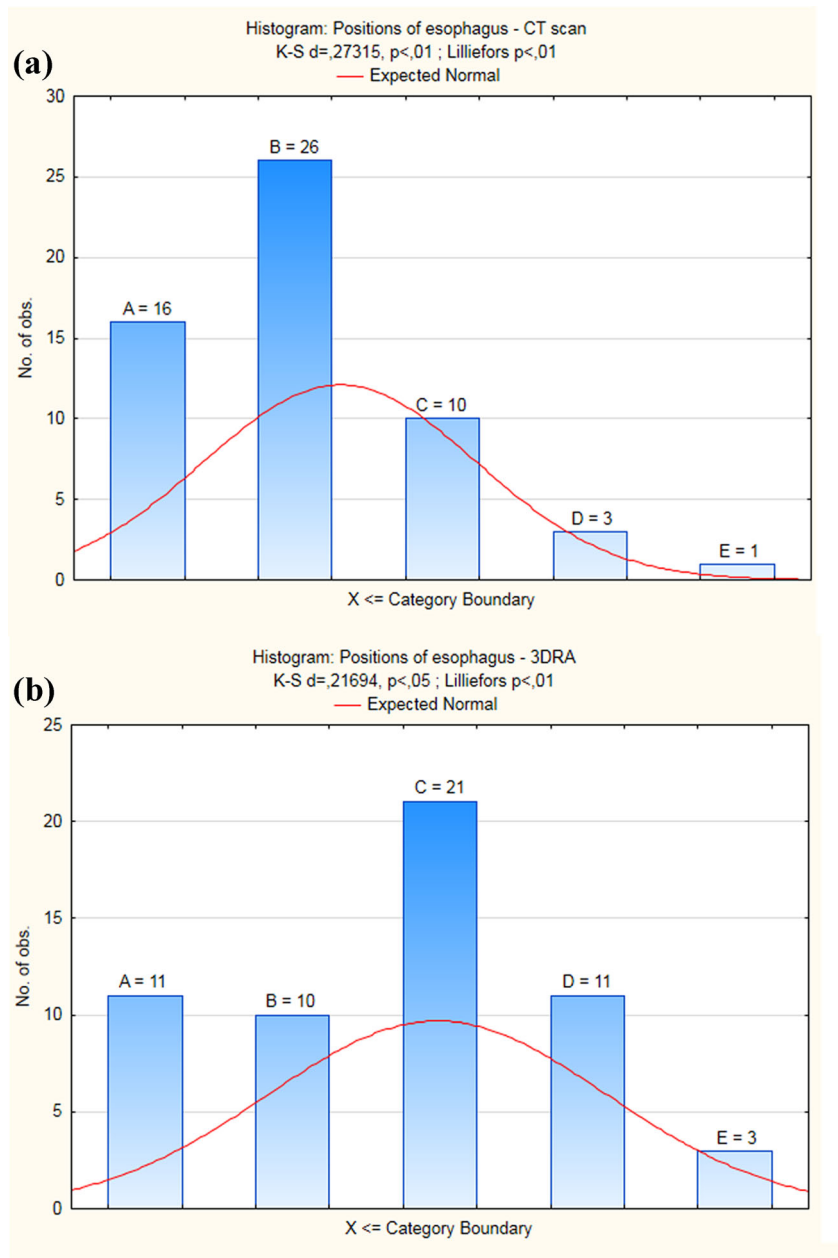 (a)
Histogram: Positions of esophagus - CT scan
K-S d=,27315, p<,01 ; Lilliefors p<,01
Expected Normal
30
25
20
15
10
5
0
No. of obs.
A = 16
B = 26
C = 10
D = 3
E = 1
X <= Category Boundary
(b)
Histogram: Positions of esophagus - 3DRA
K-S d=,21694, p<,05 ; Lilliefors p<,01
Expected Normal
25
20
15
10
5
0
No. of obs.
A = 11
B = 10
C = 21
D = 11
E = 3
X <= Category Boundary